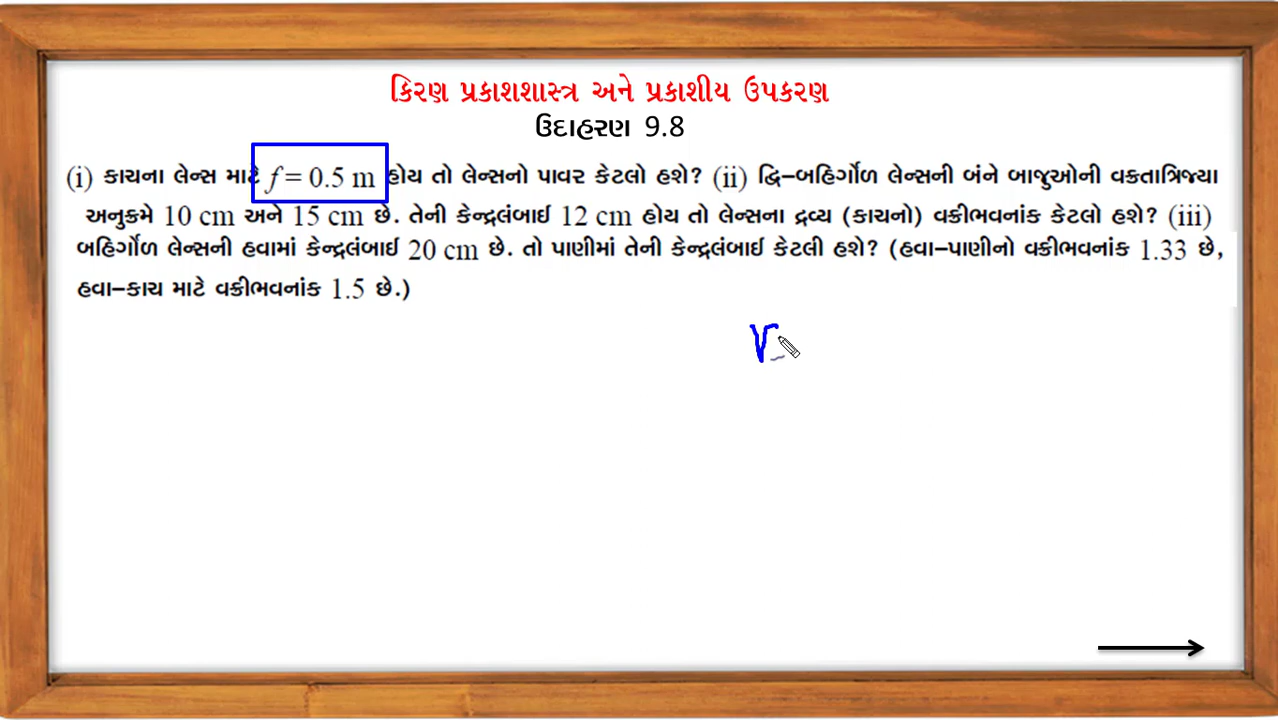 કિરણ પ્રકાશશાસ્ત્ર અને પ્રકાશીય ઉપકરણ
ઉદાહરણ 9.8
(i) કાચના લેન્સ માટે f = 0.5 m હોય તો લેન્સનો પાવર કેટલો હશે? (ii) દ્વિ-બહિર્ગોળ લેન્સની બંને બાજુઓની વક્રતાત્રિજ્યા
અનુક્રમે 10 cm અને 15 cm છે. તેની કેન્દ્રલંબાઈ 12 cm હોય તો લેન્સના દ્રવ્ય (કાચનો) વક્રીભવનાંક કેટલો હશે? (iii)
બહિર્ગોળ લેન્સની હવામાં કેન્દ્રલંબાઈ 20 cm છે. તો પાણીમાં તેની કેન્દ્રલંબાઈ કેટલી હશે? (હવા-પાણીનો વક્રીભવનાંક 1.33 છે,
હવા-કાચ માટે વક્રીભવનાંક 1.5 છે.)